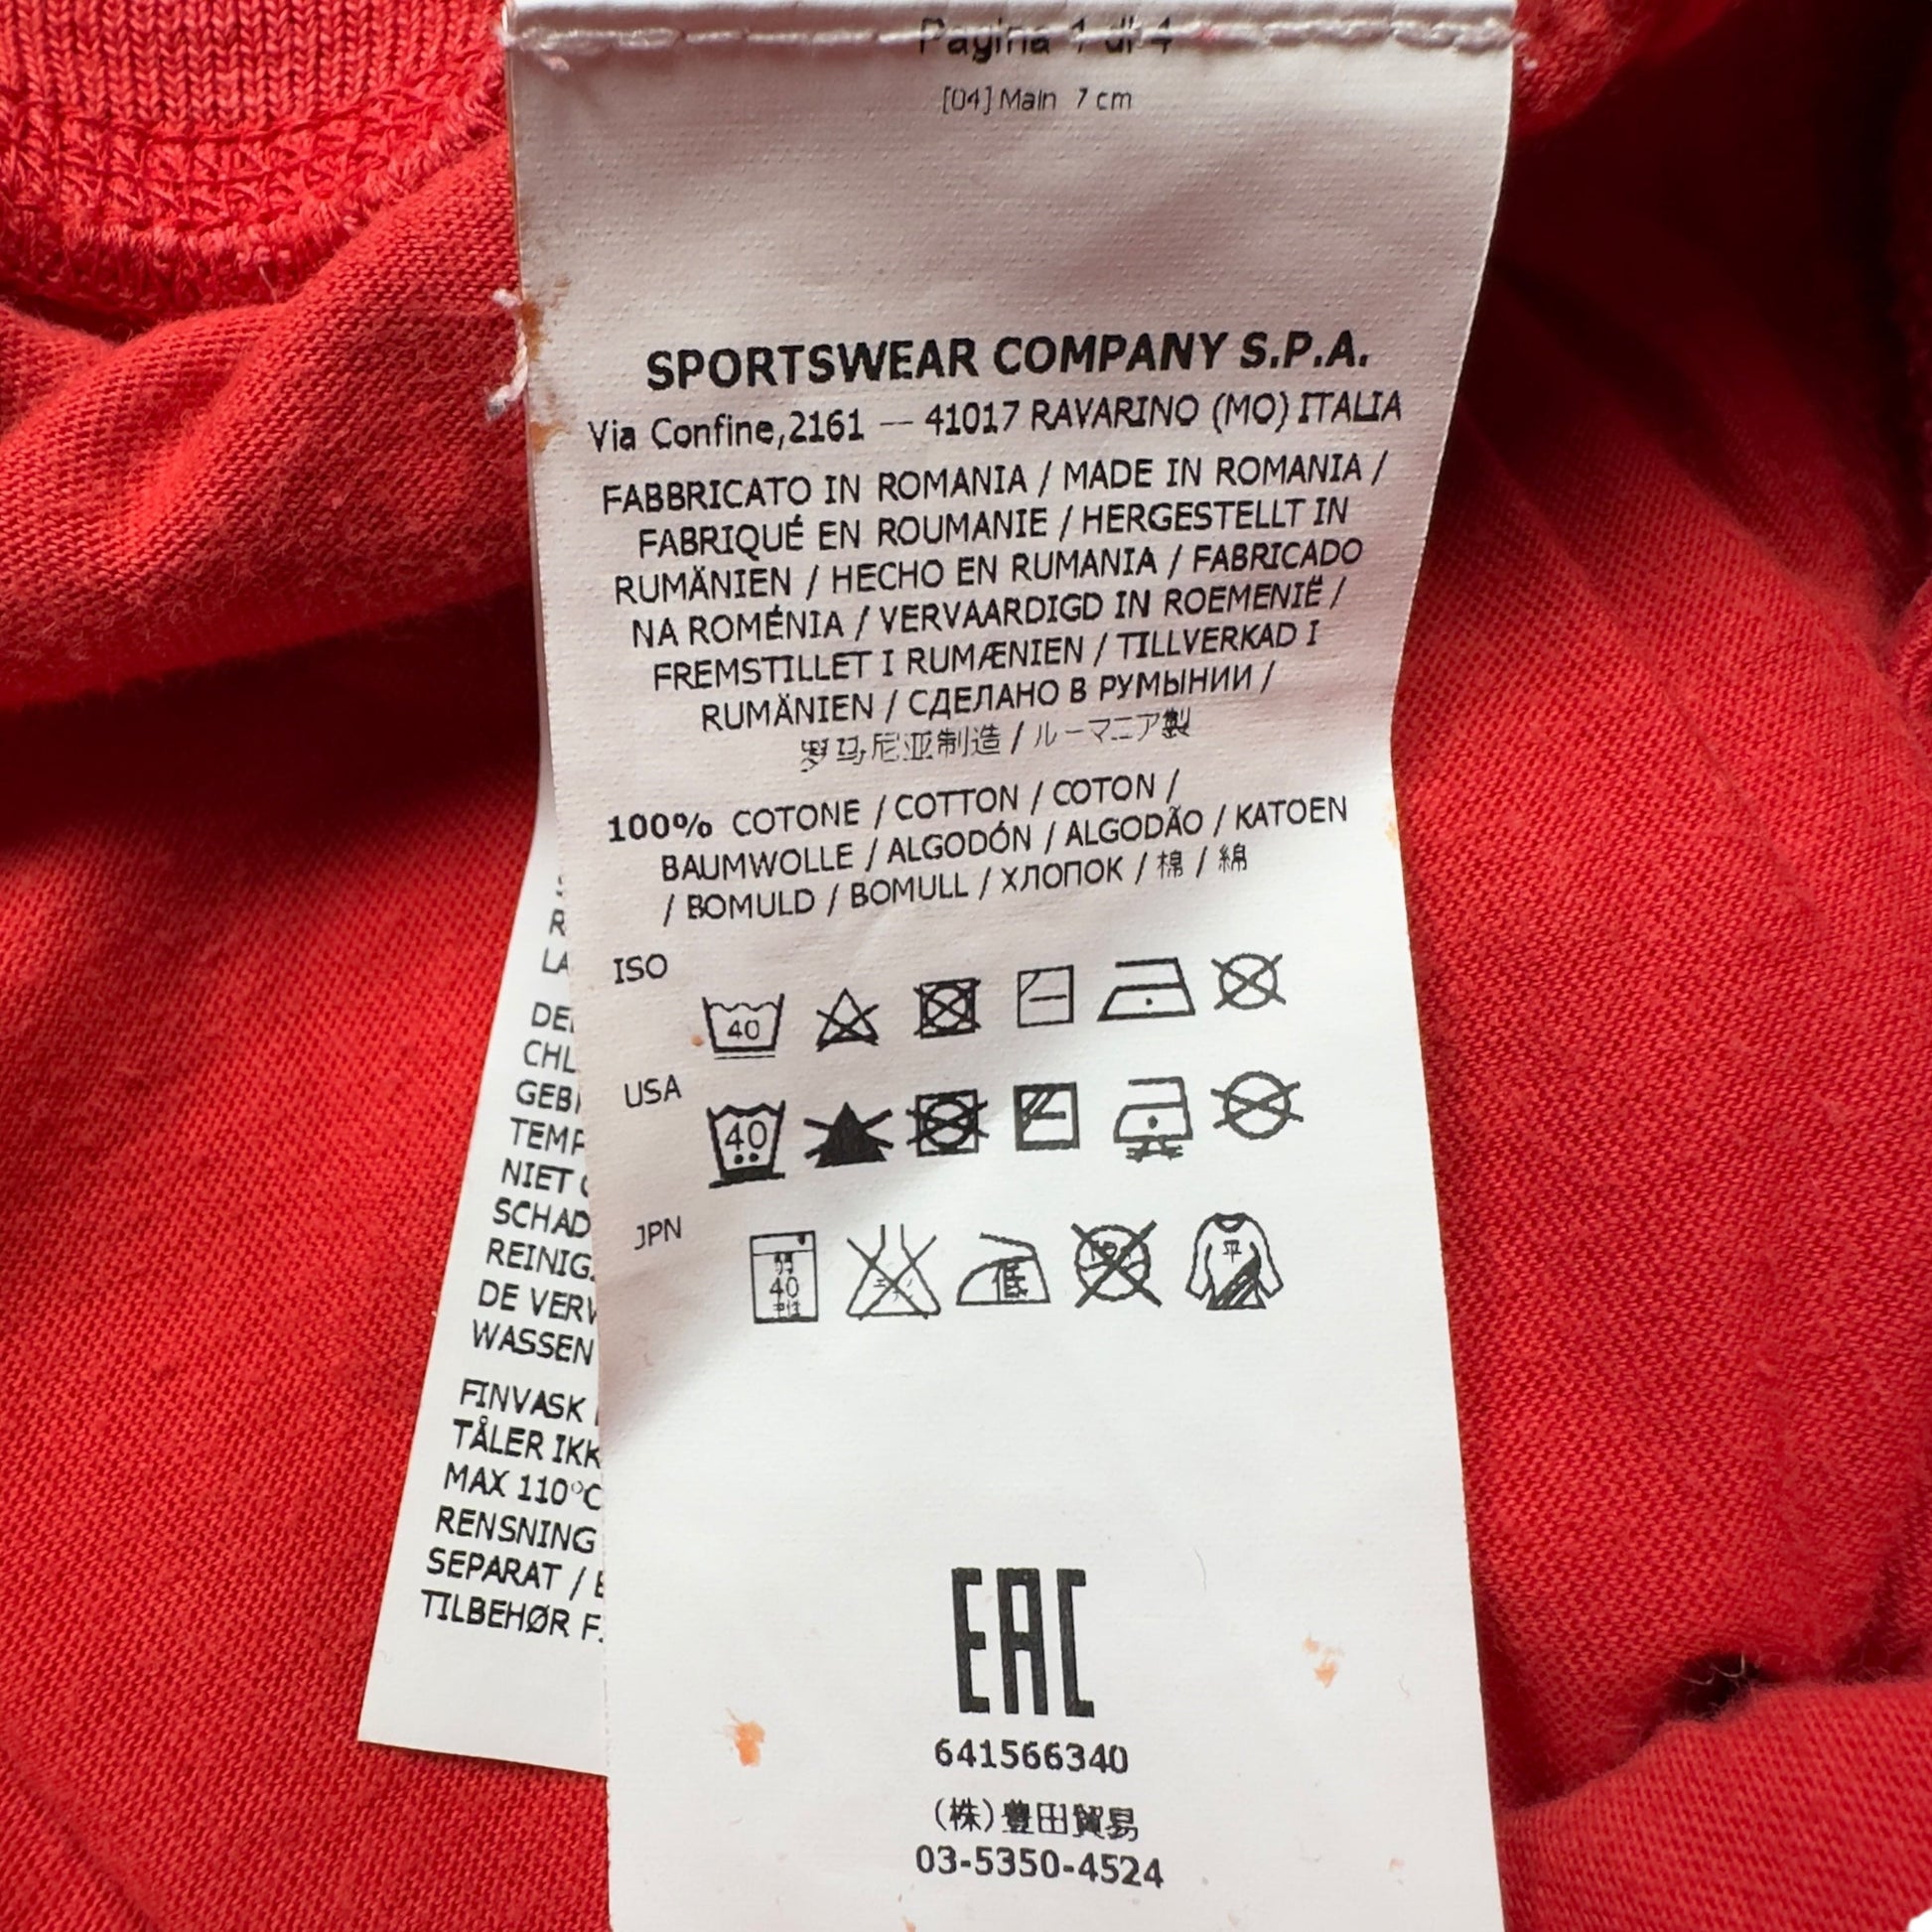 Pagina 1 di 4
[04] Main 7 cm
SPORTSWEAR COMPANY S.P.A.
Via Confine,2161 — 41017 RAVARINO (MO) ITALIA
FABBRICATO IN ROMANIA / MADE IN ROMANIA /
FABRIQUÉ EN ROUMANIE / HERGESTELLT IN
RUMÄNIEN / HECHO EN RUMANIA / FABRICADO
NA ROMÉNIA / VERVAARDIGD IN ROEMENIË /
FREMSTILLET I RUMÆNIEN / TILLVERKAD I
RUMÄNIEN / СДЕЛАНО В РУМЫНИИ /
罗马尼亚制造 / ルーマニア製
100% COTONE / COTTON / COTON /
BAUMWOLLE / ALGODÓN / ALGODÃO / KATOEN
/ BOMULD / BOMULL / ХЛОПОК / 棉 / 綿
ISO
40
USA
40
JPN
40
中性
低
平
EAC
641566340
(株)豊田貿易
03-5350-4524
R
LA
CHL
NIET
SCHAD
REINIG
DE VERW
WASSEN
FINVASK
TÅLER IKK
MAX 110°C
RENSNING
SEPARAT /
TILBEHØR F